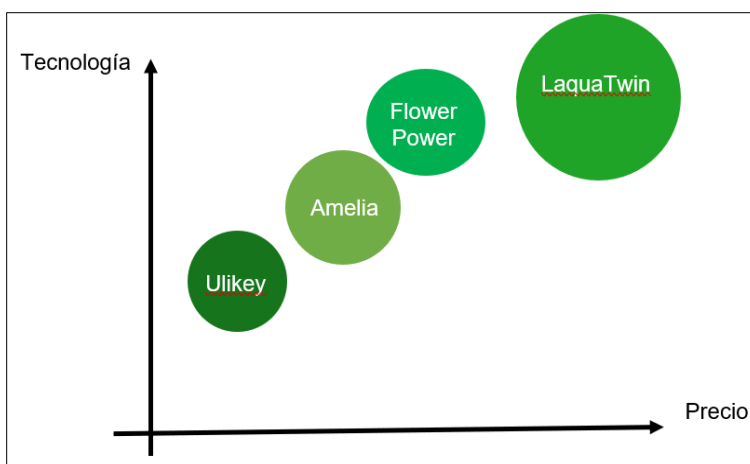 Tecnología
LaquaTwin
Flower
Power
Amelia
Ulikey
Precio